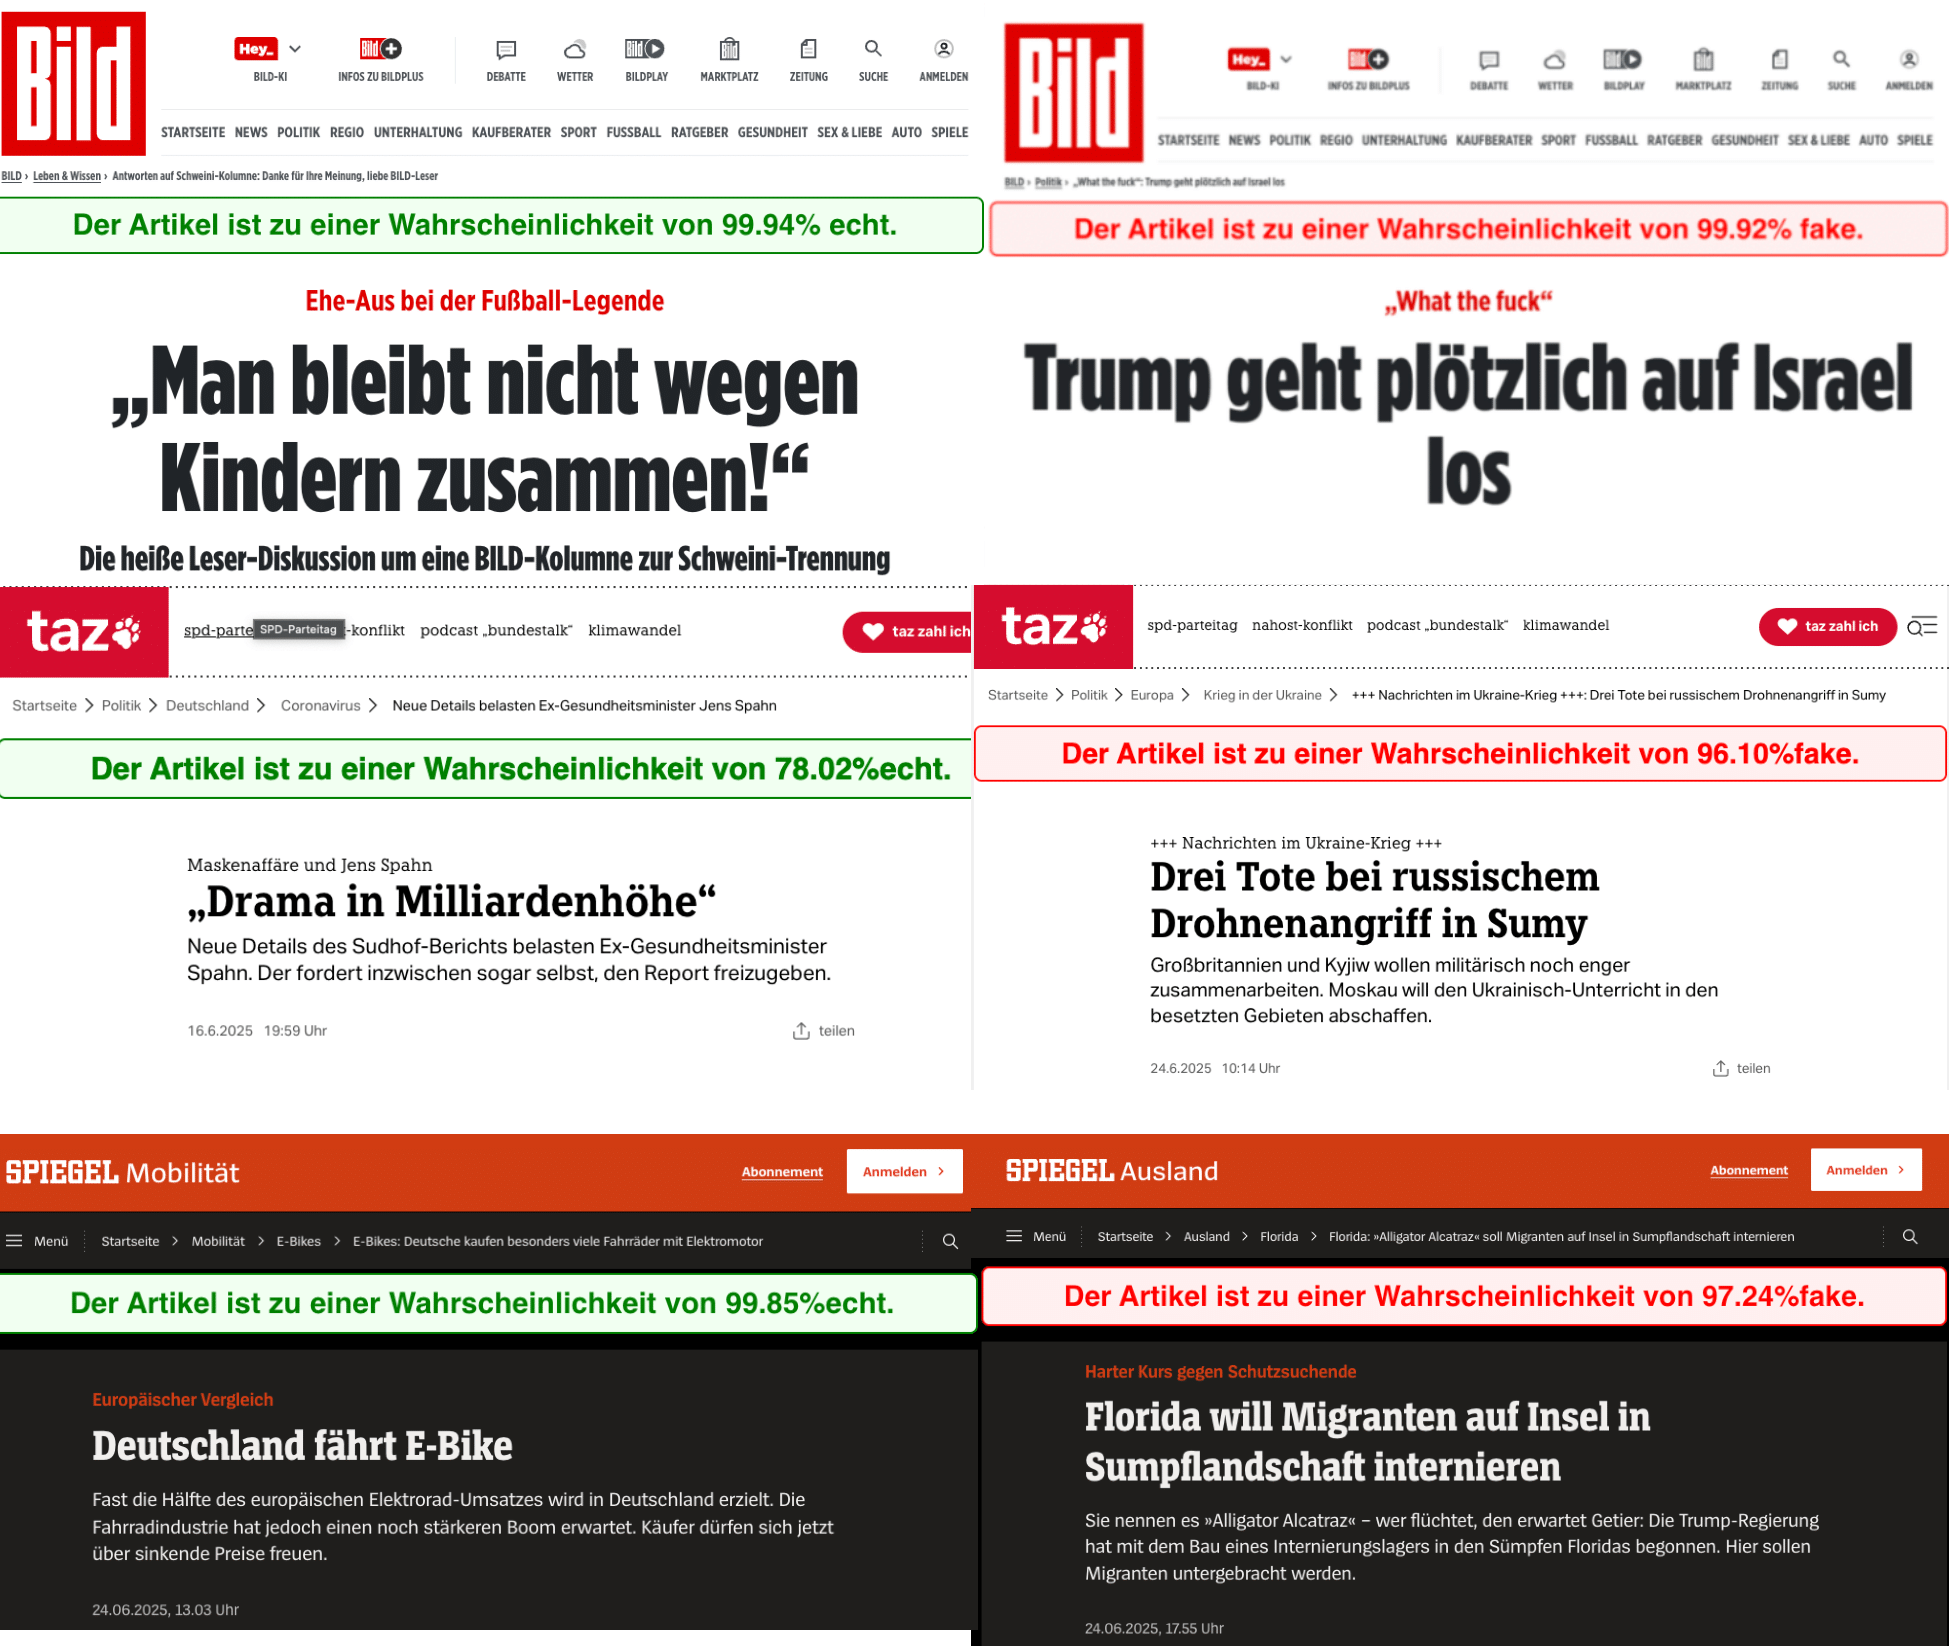 Bild
Hey_
BILD-KI
Bild
INFOS ZU BILDPLUS
DEBATTE
WETTER
Bild
BILDPLAY
Bild
MARKTPLATZ
ZEITUNG
SUCHE
ANMELDEN
STARTSEITE NEWS POLITIK REGIO UNTERHALTUNG KAUFBERATER SPORT FUSSBALL RATGEBER GESUNDHEIT SEX & LIEBE AUTO SPIELE
BILD › Leben & Wissen › Antworten auf Schweini-Kolumne: Danke für Ihre Meinung, liebe BILD-Leser
Der Artikel ist zu einer Wahrscheinlichkeit von 99.94% echt.
Ehe-Aus bei der Fußball-Legende
„Man bleibt nicht wegen
Kindern zusammen!“
Die heiße Leser-Diskussion um eine BILD-Kolumne zur Schweini-Trennung
Bild
Hey_
BILD-KI
Bild
INFOS ZU BILDPLUS
DEBATTE
WETTER
Bild
BILDPLAY
Bild
MARKTPLATZ
ZEITUNG
SUCHE
ANMELDEN
STARTSEITE NEWS POLITIK REGIO UNTERHALTUNG KAUFBERATER SPORT FUSSBALL RATGEBER GESUNDHEIT SEX & LIEBE AUTO SPIELE
BILD › Politik › „What the fuck“: Trump geht plötzlich auf Israel los
Der Artikel ist zu einer Wahrscheinlichkeit von 99.92% fake.
„What the fuck“
Trump geht plötzlich auf Israel
los
taz
spd-parte SPD-Parteitag -konflikt podcast „bundestalk“ klimawandel
taz zahl ich
Startseite > Politik > Deutschland > Coronavirus > Neue Details belasten Ex-Gesundheitsminister Jens Spahn
Der Artikel ist zu einer Wahrscheinlichkeit von 78.02%echt.
Maskenaffäre und Jens Spahn
„Drama in Milliardenhöhe“
Neue Details des Sudhof-Berichts belasten Ex-Gesundheitsminister
Spahn. Der fordert inzwischen sogar selbst, den Report freizugeben.
16.6.2025 19:59 Uhr
teilen
taz
spd-parteitag nahost-konflikt podcast „bundestalk“ klimawandel
taz zahl ich
Startseite > Politik > Europa > Krieg in der Ukraine > +++ Nachrichten im Ukraine-Krieg +++: Drei Tote bei russischem Drohnenangriff in Sumy
Der Artikel ist zu einer Wahrscheinlichkeit von 96.10%fake.
+++ Nachrichten im Ukraine-Krieg +++
Drei Tote bei russischem
Drohnenangriff in Sumy
Großbritannien und Kyjiw wollen militärisch noch enger
zusammenarbeiten. Moskau will den Ukrainisch-Unterricht in den
besetzten Gebieten abschaffen.
24.6.2025 10:14 Uhr
teilen
SPIEGEL Mobilität
Abonnement
Anmelden >
Menü
Startseite > Mobilität > E-Bikes > E-Bikes: Deutsche kaufen besonders viele Fahrräder mit Elektromotor
Der Artikel ist zu einer Wahrscheinlichkeit von 99.85%echt.
Europäischer Vergleich
Deutschland fährt E-Bike
Fast die Hälfte des europäischen Elektrorad-Umsatzes wird in Deutschland erzielt. Die
Fahrradindustrie hat jedoch einen noch stärkeren Boom erwartet. Käufer dürfen sich jetzt
über sinkende Preise freuen.
24.06.2025, 13.03 Uhr
SPIEGEL Ausland
Abonnement
Anmelden >
Menü
Startseite > Ausland > Florida > Florida: »Alligator Alcatraz« soll Migranten auf Insel in Sumpflandschaft internieren
Der Artikel ist zu einer Wahrscheinlichkeit von 97.24%fake.
Harter Kurs gegen Schutzsuchende
Florida will Migranten auf Insel in
Sumpflandschaft internieren
Sie nennen es »Alligator Alcatraz« – wer flüchtet, den erwartet Getier: Die Trump-Regierung
hat mit dem Bau eines Internierungslagers in den Sümpfen Floridas begonnen. Hier sollen
Migranten untergebracht werden.
24.06.2025, 17.55 Uhr